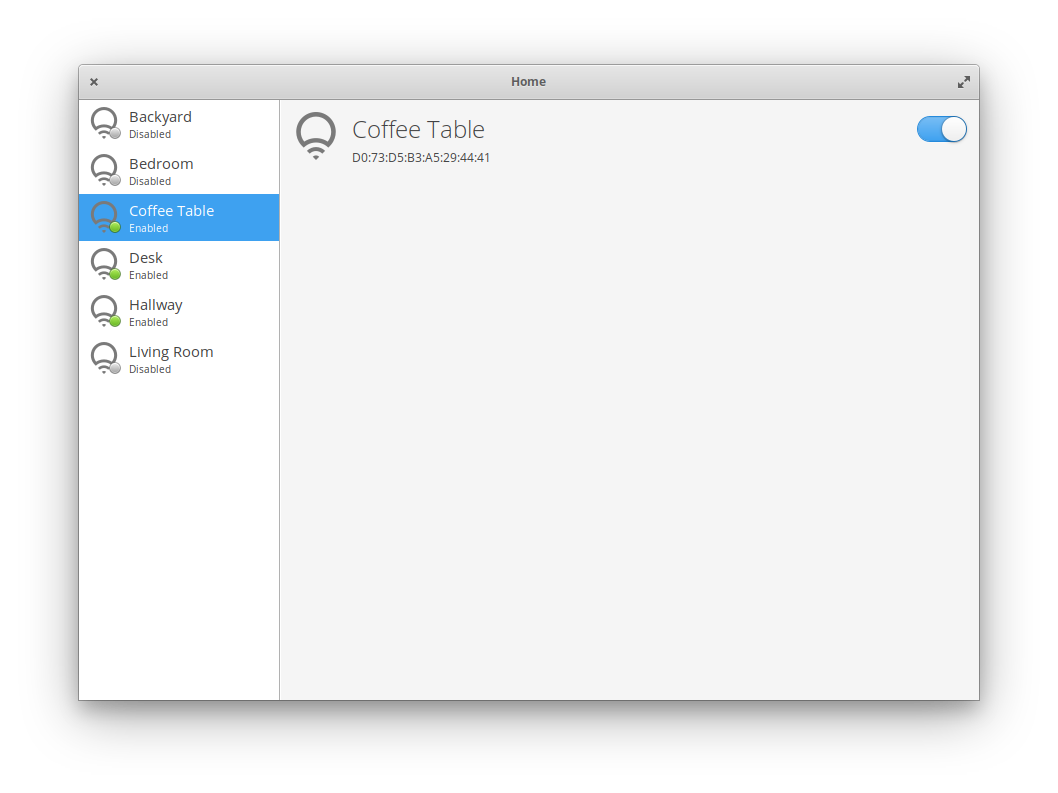 Home
Backyard
Disabled
Bedroom
Disabled
Coffee Table
Enabled
Desk
Enabled
Hallway
Enabled
Living Room
Disabled
Coffee Table
D0:73:D5:B3:A5:29:44:41